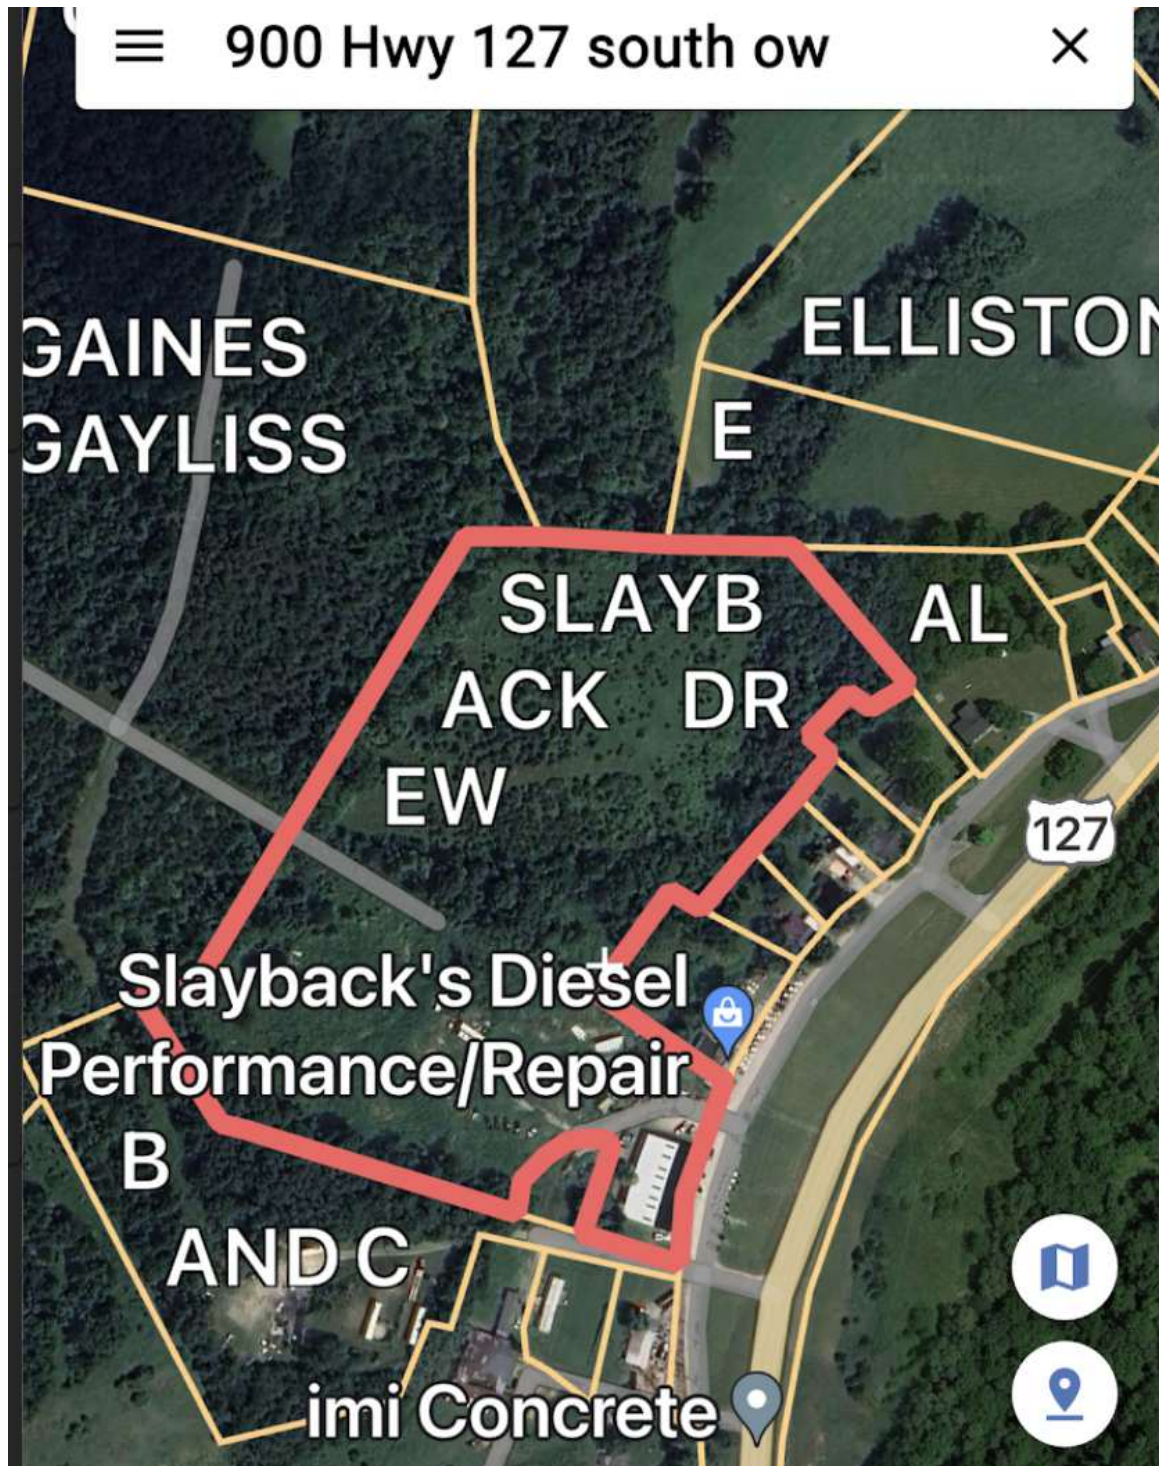 900 Hwy 127 south ow
GAINES
GAYLISS
ELLISTON
E
SLAYB
ACK DR
EW
AL
127
Slayback's Diesel
Performance/Repair
B
AND C
imi Concrete